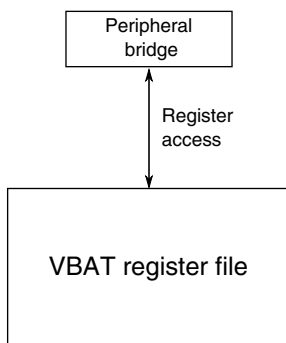 Peripheral
bridge
Register
access
VBAT register file